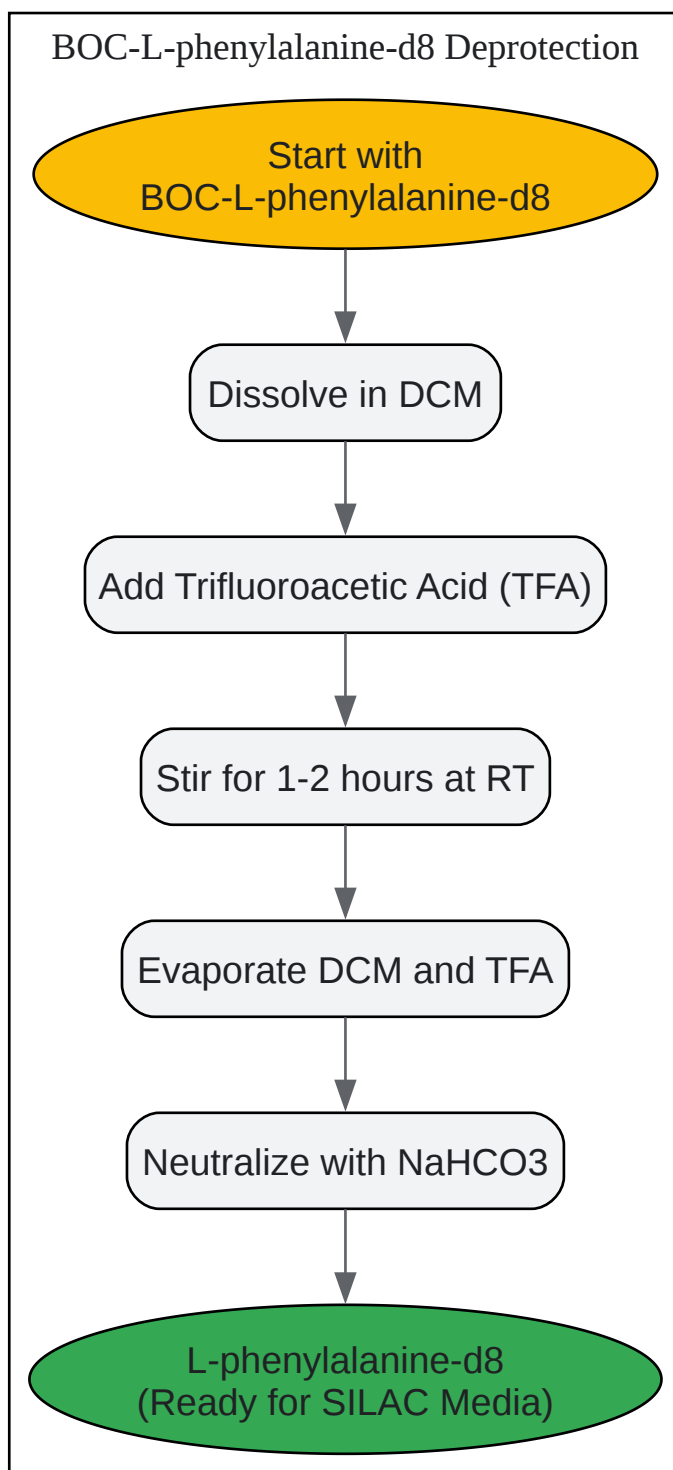 BOC-L-phenylalanine-d8 Deprotection
Start with
BOC-L-phenylalanine-d8
Dissolve in DCM
Add Trifluoroacetic Acid (TFA)
Stir for 1-2 hours at RT
Evaporate DCM and TFA
Neutralize with NaHCO3
L-phenylalanine-d8
(Ready for SILAC Media)